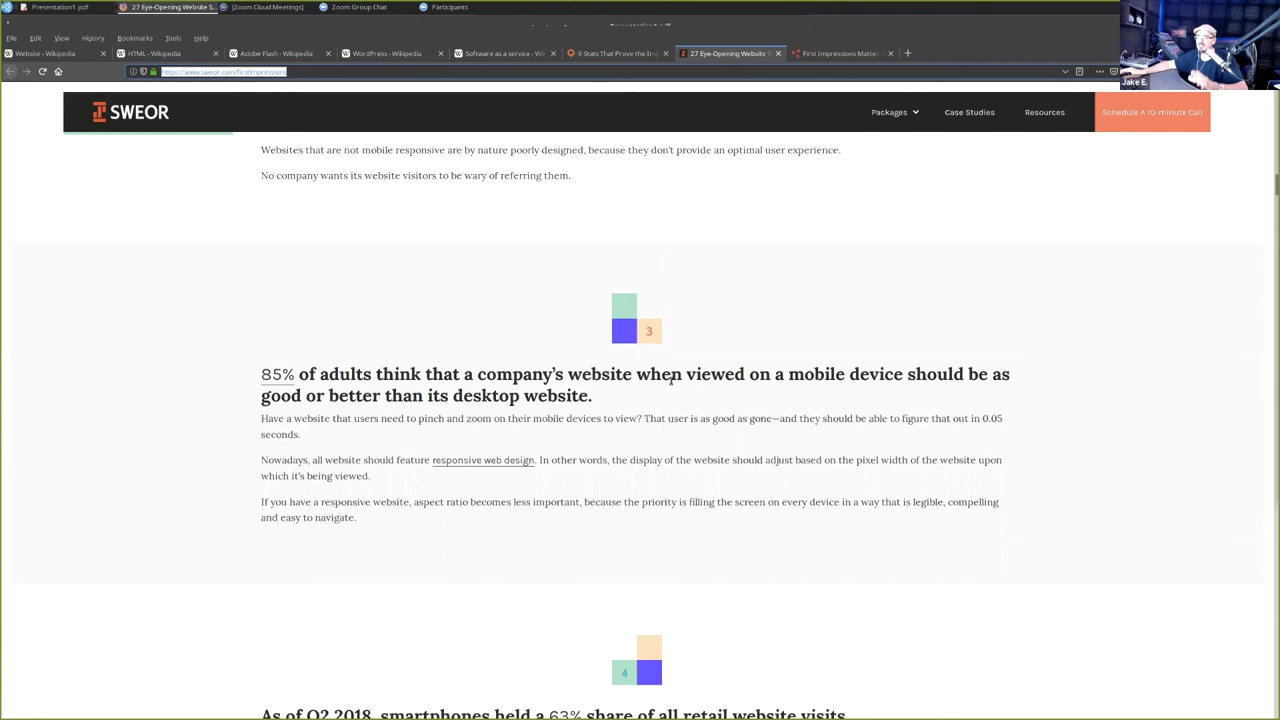 Presentation1.pdf
27 Eye-Opening Website S...
[Zoom Cloud Meetings]
Zoom Group Chat
Participants
File Edit View History Bookmarks Tools Help
Website - Wikipedia
HTML - Wikipedia
Adobe Flash - Wikipedia
WordPress - Wikipedia
Software as a service - Wi
9 Stats That Prove the Im
27 Eye-Opening Website S
First Impressions Matter
https://www.sweor.com/firstimpressions
Jake E.
SWEOR
Packages
Case Studies
Resources
Schedule A 10-minute Call
Websites that are not mobile responsive are by nature poorly designed, because they don't provide an optimal user experience.
No company wants its website visitors to be wary of referring them.
3
85% of adults think that a company's website when viewed on a mobile device should be as
good or better than its desktop website.
Have a website that users need to pinch and zoom on their mobile devices to view? That user is as good as gone—and they should be able to figure that out in 0.05
seconds.
Nowadays, all website should feature responsive web design. In other words, the display of the website should adjust based on the pixel width of the website upon
which it's being viewed.
If you have a responsive website, aspect ratio becomes less important, because the priority is filling the screen on every device in a way that is legible, compelling
and easy to navigate.
4
As of Q2 2018, smartphones held a 63% share of all retail website visits